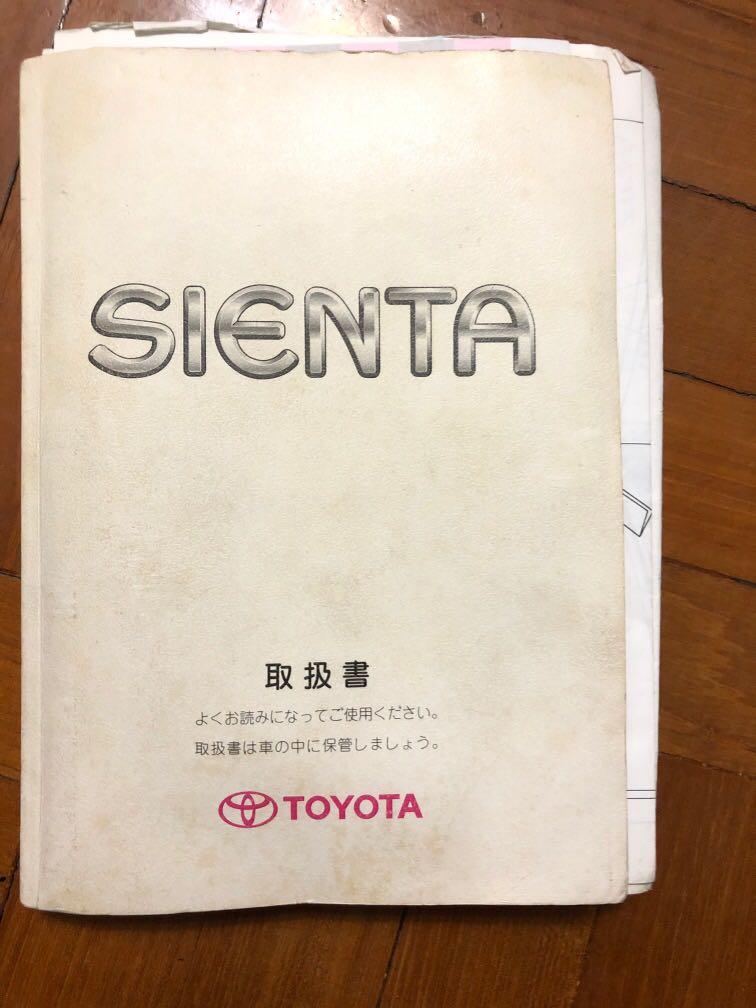 SIENTA
取扱書
よくお読みになってご使用ください。
取扱書は車の中に保管しましょう。
TOYOTA